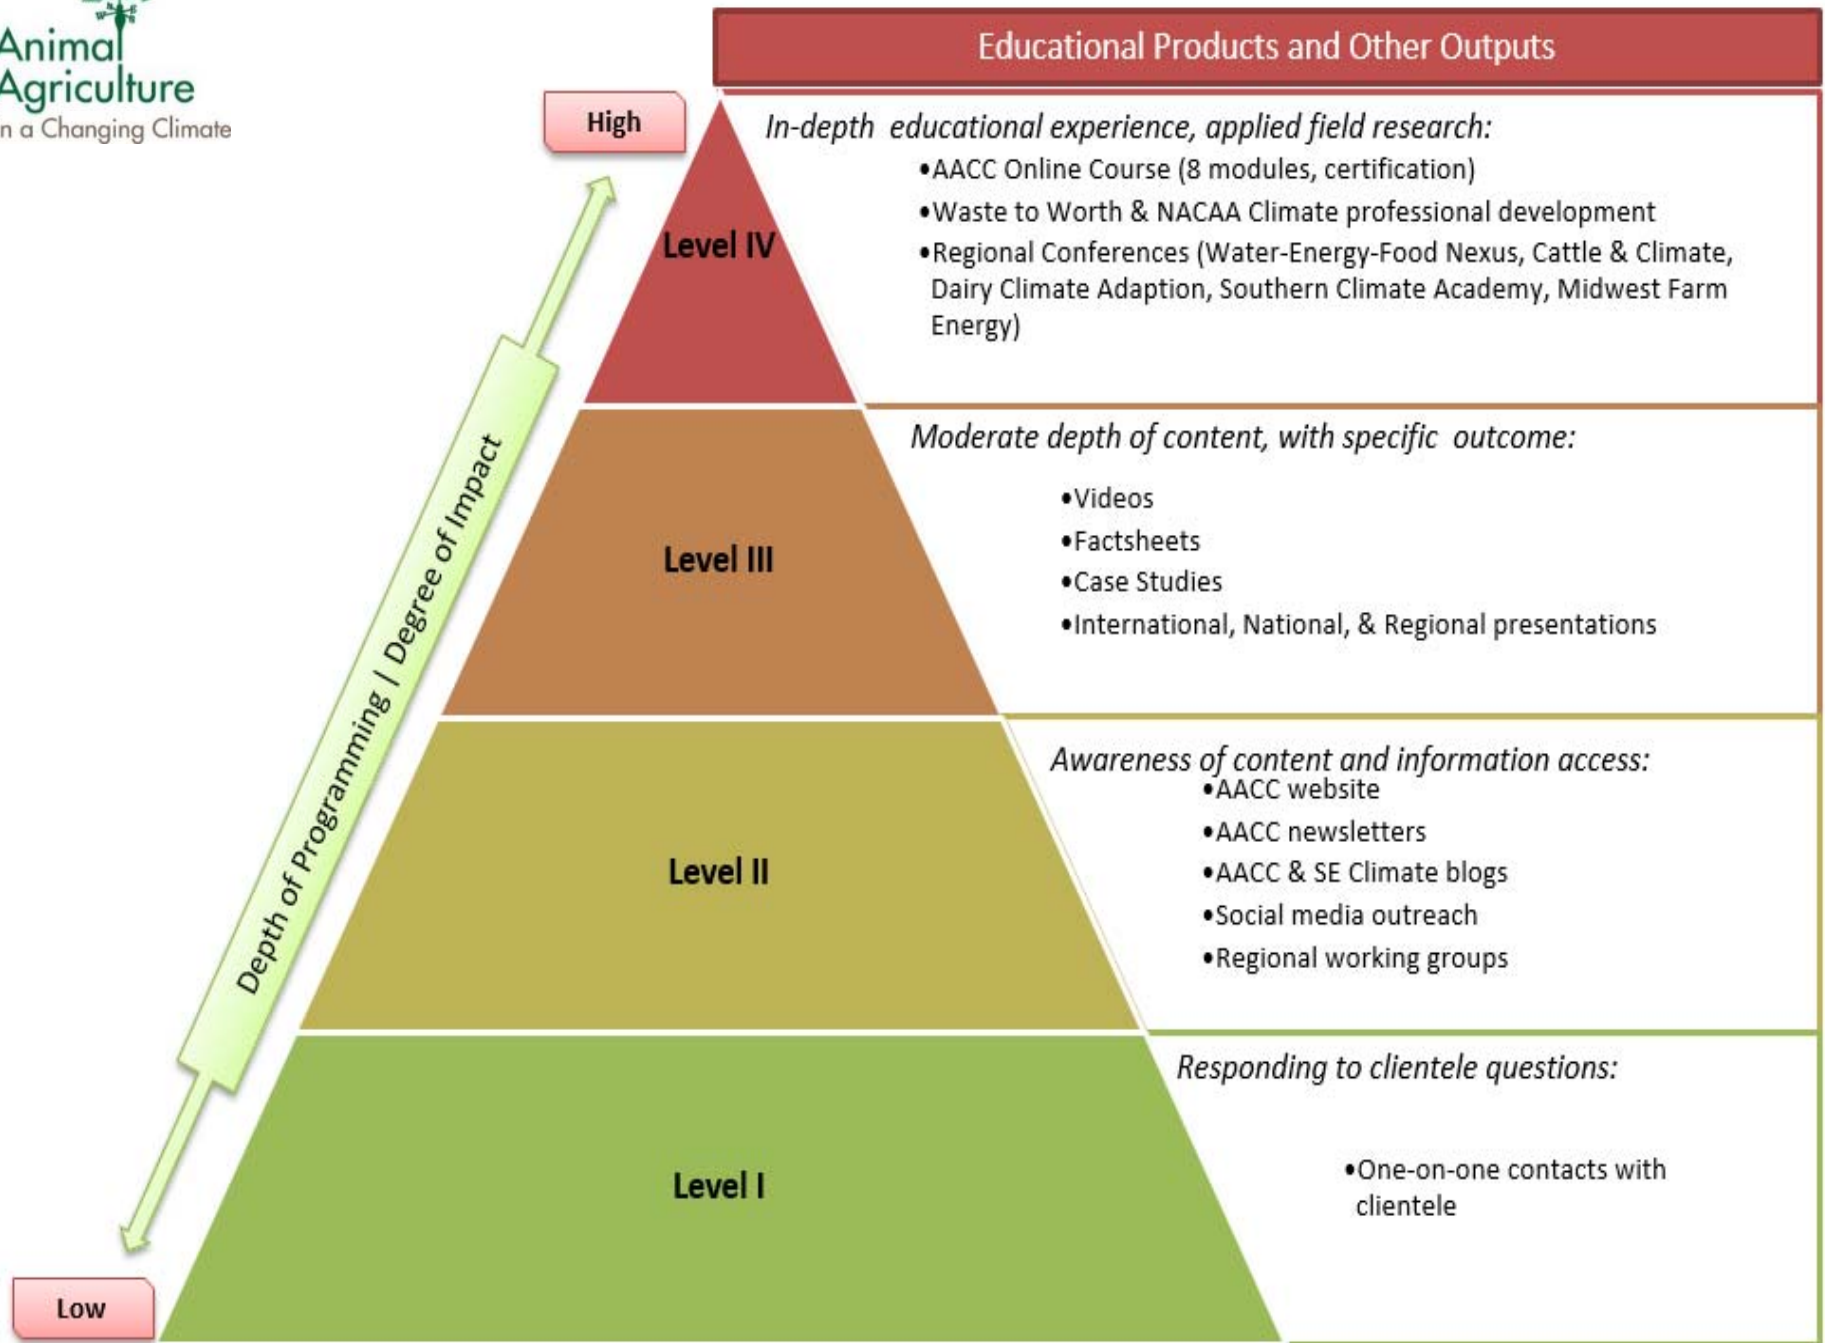 Animal
Agriculture
n a Changing Climate
Educational Products and Other Outputs
High
In-depth educational experience, applied field research:
•AACC Online Course (8 modules, certification)
•Waste to Worth & NACAA Climate professional development
•Regional Conferences (Water-Energy-Food Nexus, Cattle & Climate,
Dairy Climate Adaption, Southern Climate Academy, Midwest Farm
Energy)
Level IV
Moderate depth of content, with specific outcome:
•Videos
•Factsheets
•Case Studies
•International, National, & Regional presentations
Level III
Depth of Programming | Degree of Impact
Awareness of content and information access:
•AACC website
•AACC newsletters
•AACC & SE Climate blogs
•Social media outreach
•Regional working groups
Level II
Responding to clientele questions:
•One-on-one contacts with
clientele
Level I
Low